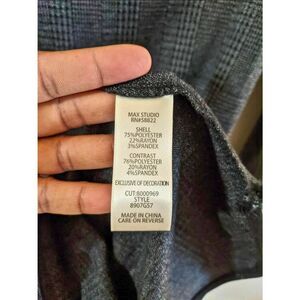 MAX STUDIO
RN#58822
SHELL
75%POLYESTER
22%RAYON
3%SPANDEX
CONTRAST
76%POLYESTER
20%RAYON
4%SPANDEX
EXCLUSIVE OF DECORATION
CUT:8000969
STYLE
8907G57
MADE IN CHINA
CARE ON REVERSE